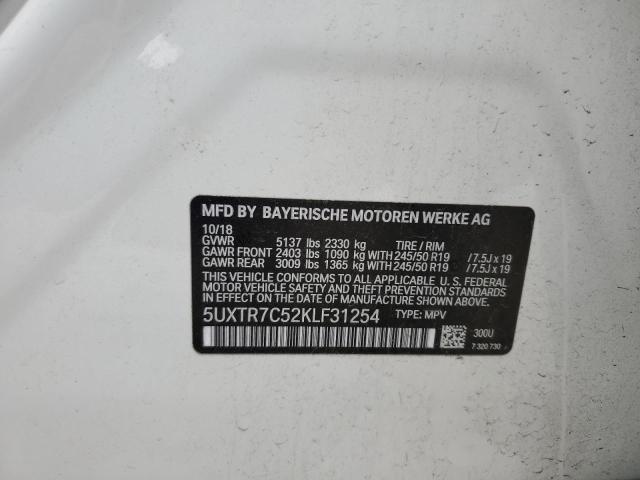 MFD BY BAYERISCHE MOTOREN WERKE AG
10/18
GVWR 5137 lbs 2330 kg TIRE / RIM
GAWR FRONT 2403 lbs 1090 kg WITH 245/50 R19 / 7.5J x 19
GAWR REAR 3009 lbs 1365 kg WITH 245/50 R19 / 7.5J x 19
THIS VEHICLE CONFORMS TO ALL APPLICABLE U. S. FEDERAL
MOTOR VEHICLE SAFETY STANDARDS IN EFFECT
ON THE DATE OF MANUFACTURE SHOWN ABOVE.
5UXTR7C52KLF31254 TYPE: MPV
300U
7 320 730